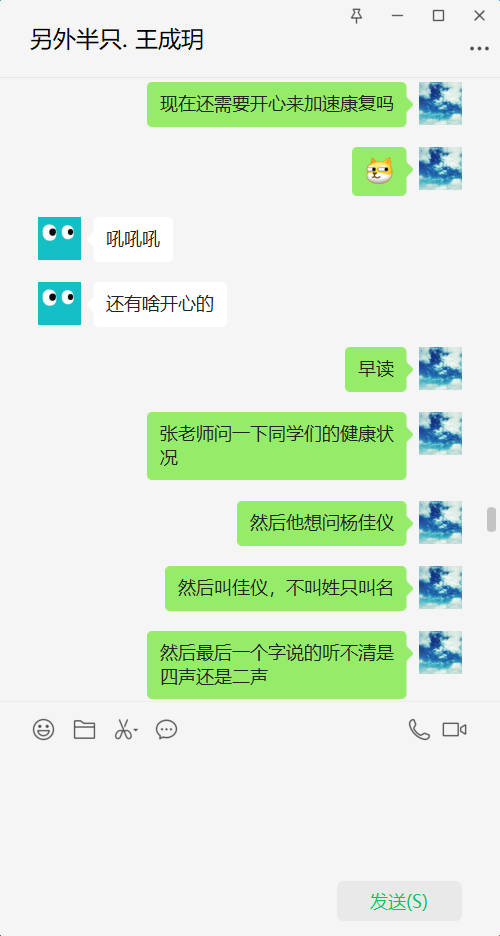 另外半只. 王成玥
现在还需要开心来加速康复吗
吼吼吼
还有啥开心的
早读
张老师问一下同学们的健康状
况
然后他想问杨佳仪
然后叫佳仪，不叫姓只叫名
然后最后一个字说的听不清是
四声还是二声
发送(S)